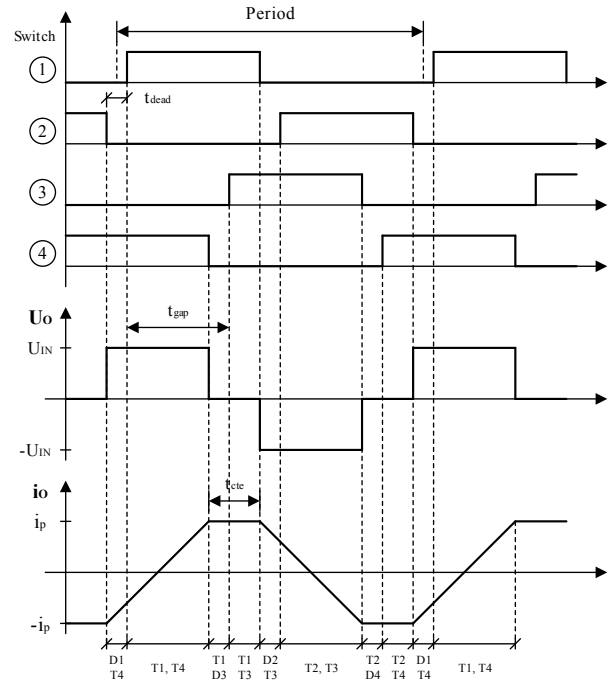 Period
Switch
1
tdead
2
3
4
Uo
tgap
UIN
-UIN
io
tcte
ip
-ip
D1 T1, T4 T1 T1 D2 T2, T3 T2 T2 D1 T1, T4
T4 D3 T3 T3 D4 T4 T4